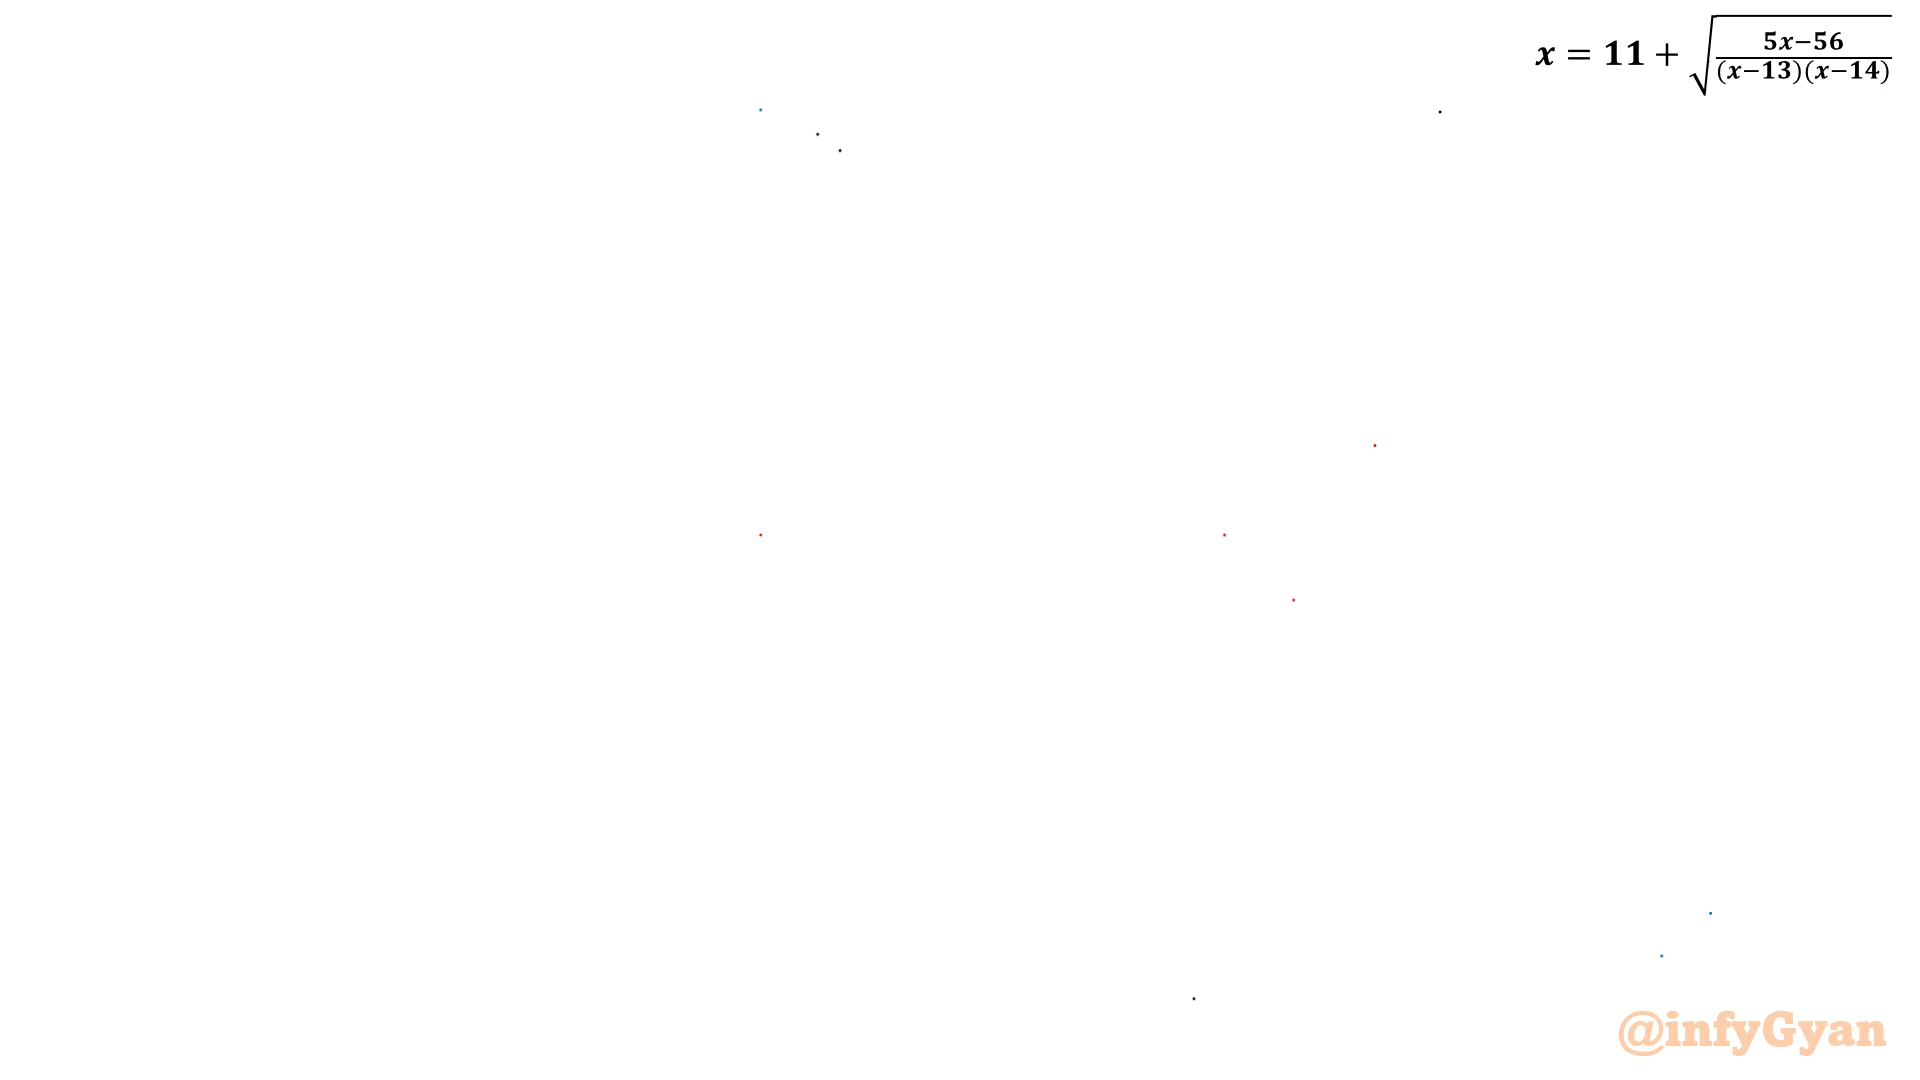 x = 11 + √((5x−56)/((x−13)(x−14)))
@infyGyan